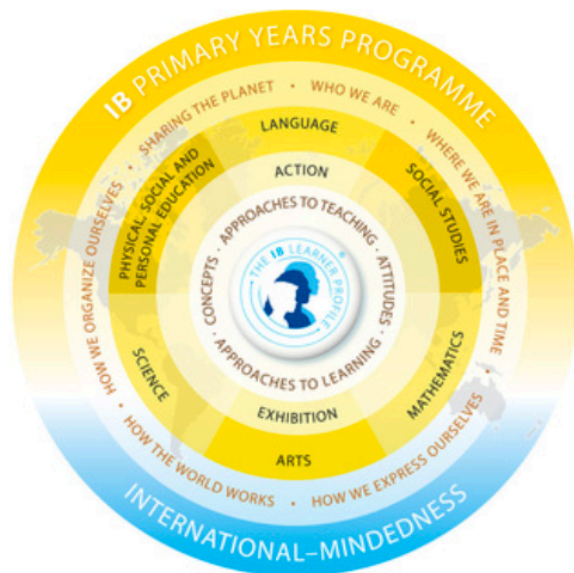 IB PRIMARY YEARS PROGRAMME
SHARING THE PLANET • WHO WE ARE • WHERE WE ARE IN PLACE AND TIME • HOW WE EXPRESS OURSELVES • HOW THE WORLD WORKS • HOW WE ORGANIZE OURSELVES •
LANGUAGE
SOCIAL STUDIES
MATHEMATICS
ARTS
SCIENCE
PHYSICAL, SOCIAL AND
PERSONAL EDUCATION
ACTION
EXHIBITION
APPROACHES TO TEACHING · ATTITUDES · APPROACHES TO LEARNING · CONCEPTS ·
THE IB LEARNER PROFILE
®
INTERNATIONAL–MINDEDNESS